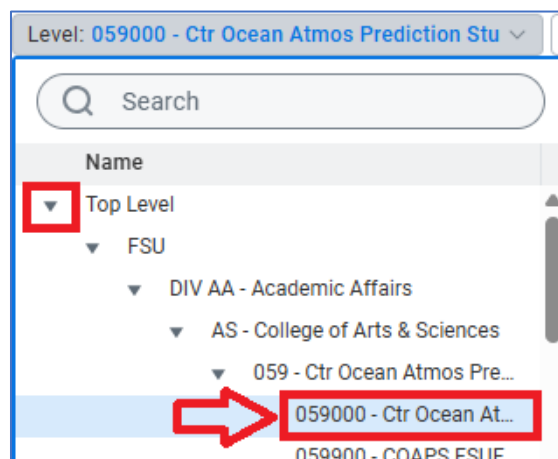 Level: 059000 - Ctr Ocean Atmos Prediction Stu
Search
Name
Top Level
FSU
DIV AA - Academic Affairs
AS - College of Arts & Sciences
059 - Ctr Ocean Atmos Pre...
059000 - Ctr Ocean At...
059900 - COAPS FSUF